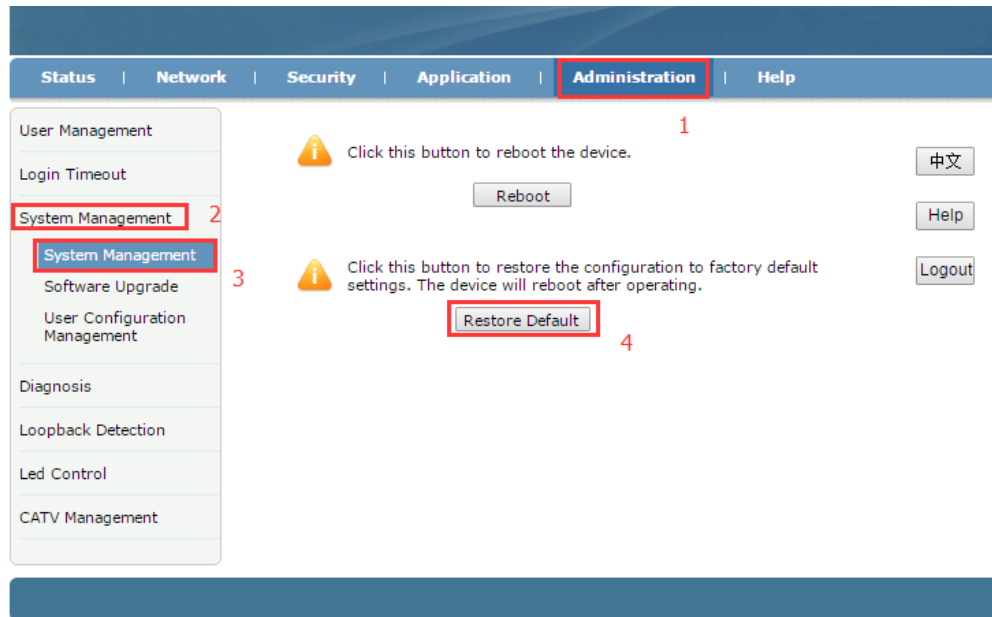 Status | Network | Security | Application | Administration | Help
1
User Management
Login Timeout
System Management 2
System Management 3
Software Upgrade
User Configuration
Management
Diagnosis
Loopback Detection
Led Control
CATV Management
Click this button to reboot the device.
Reboot
Click this button to restore the configuration to factory default
settings. The device will reboot after operating.
Restore Default
4
中文
Help
Logout